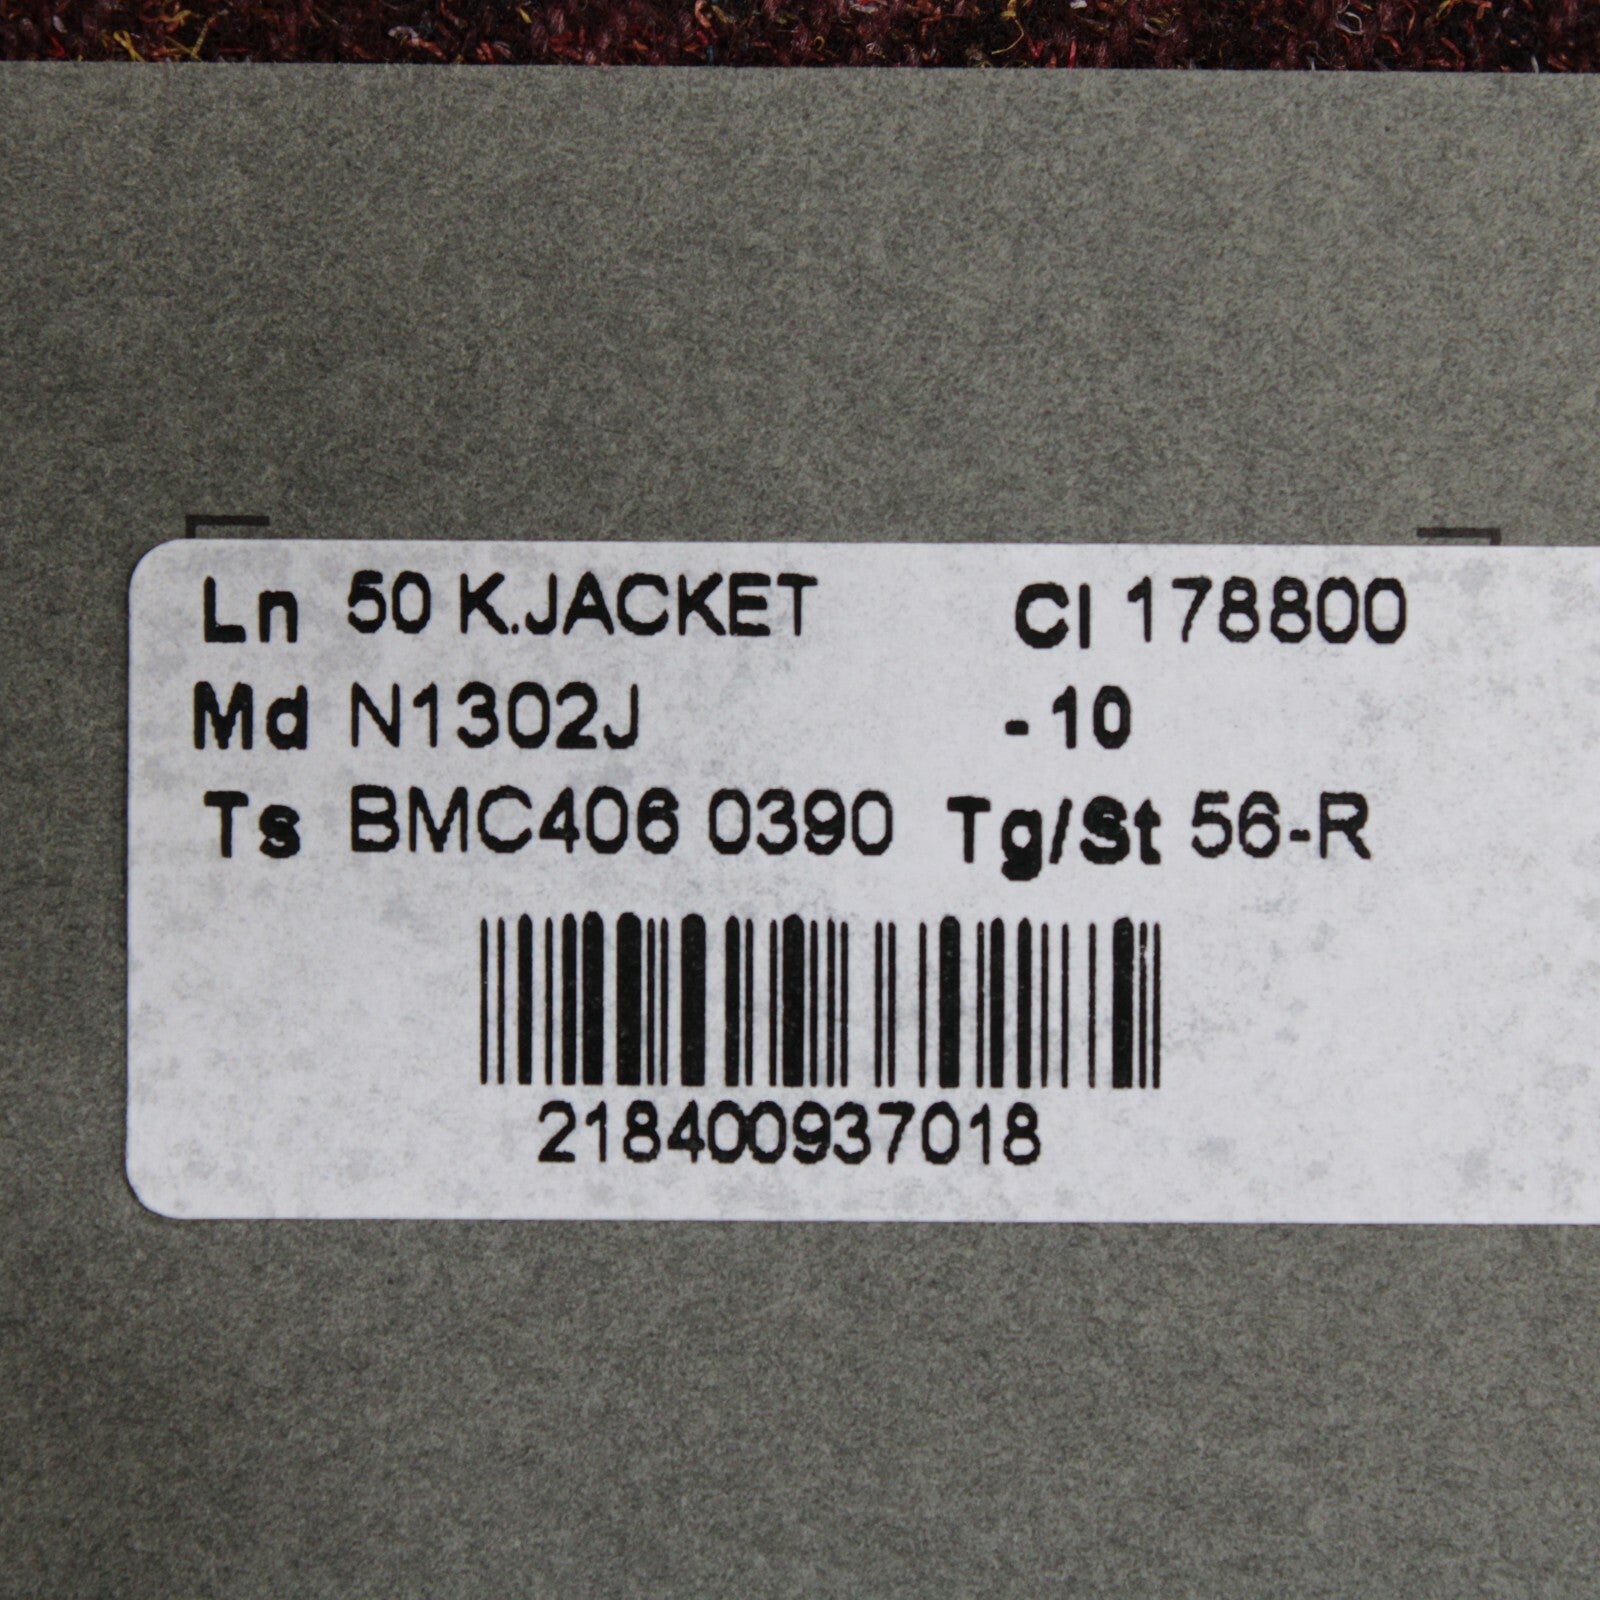 Ln 50 K.JACKET Cl 178800
Md N1302J - 10
Ts BMC406 0390 Tg/St 56-R
218400937018